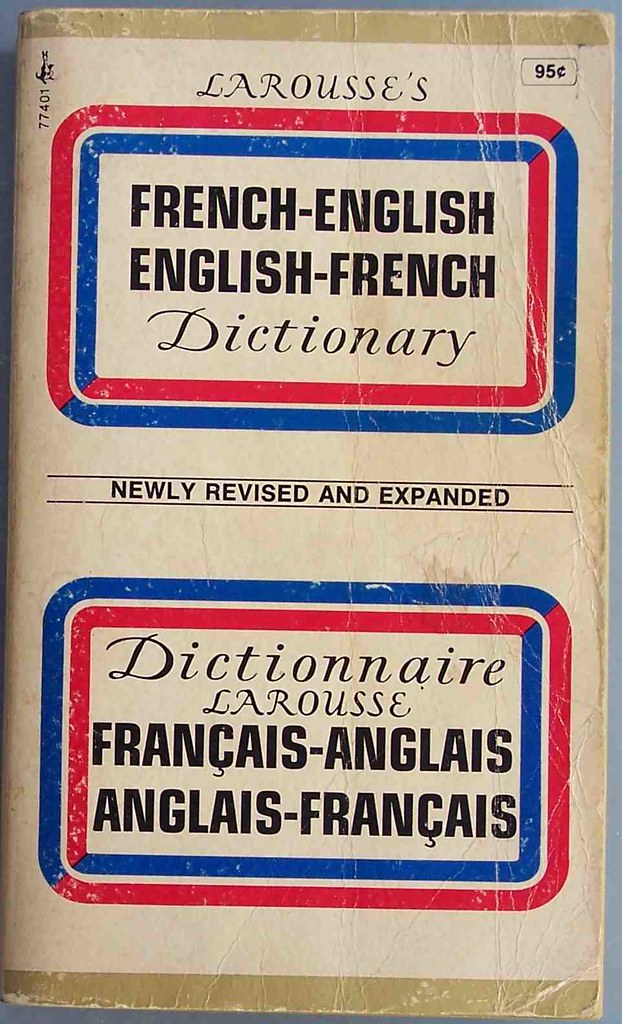 77401
95¢
LAROUSSE'S
FRENCH-ENGLISH
ENGLISH-FRENCH
Dictionary
NEWLY REVISED AND EXPANDED
Dictionnaire
LAROUSSE
FRANÇAIS-ANGLAIS
ANGLAIS-FRANÇAIS